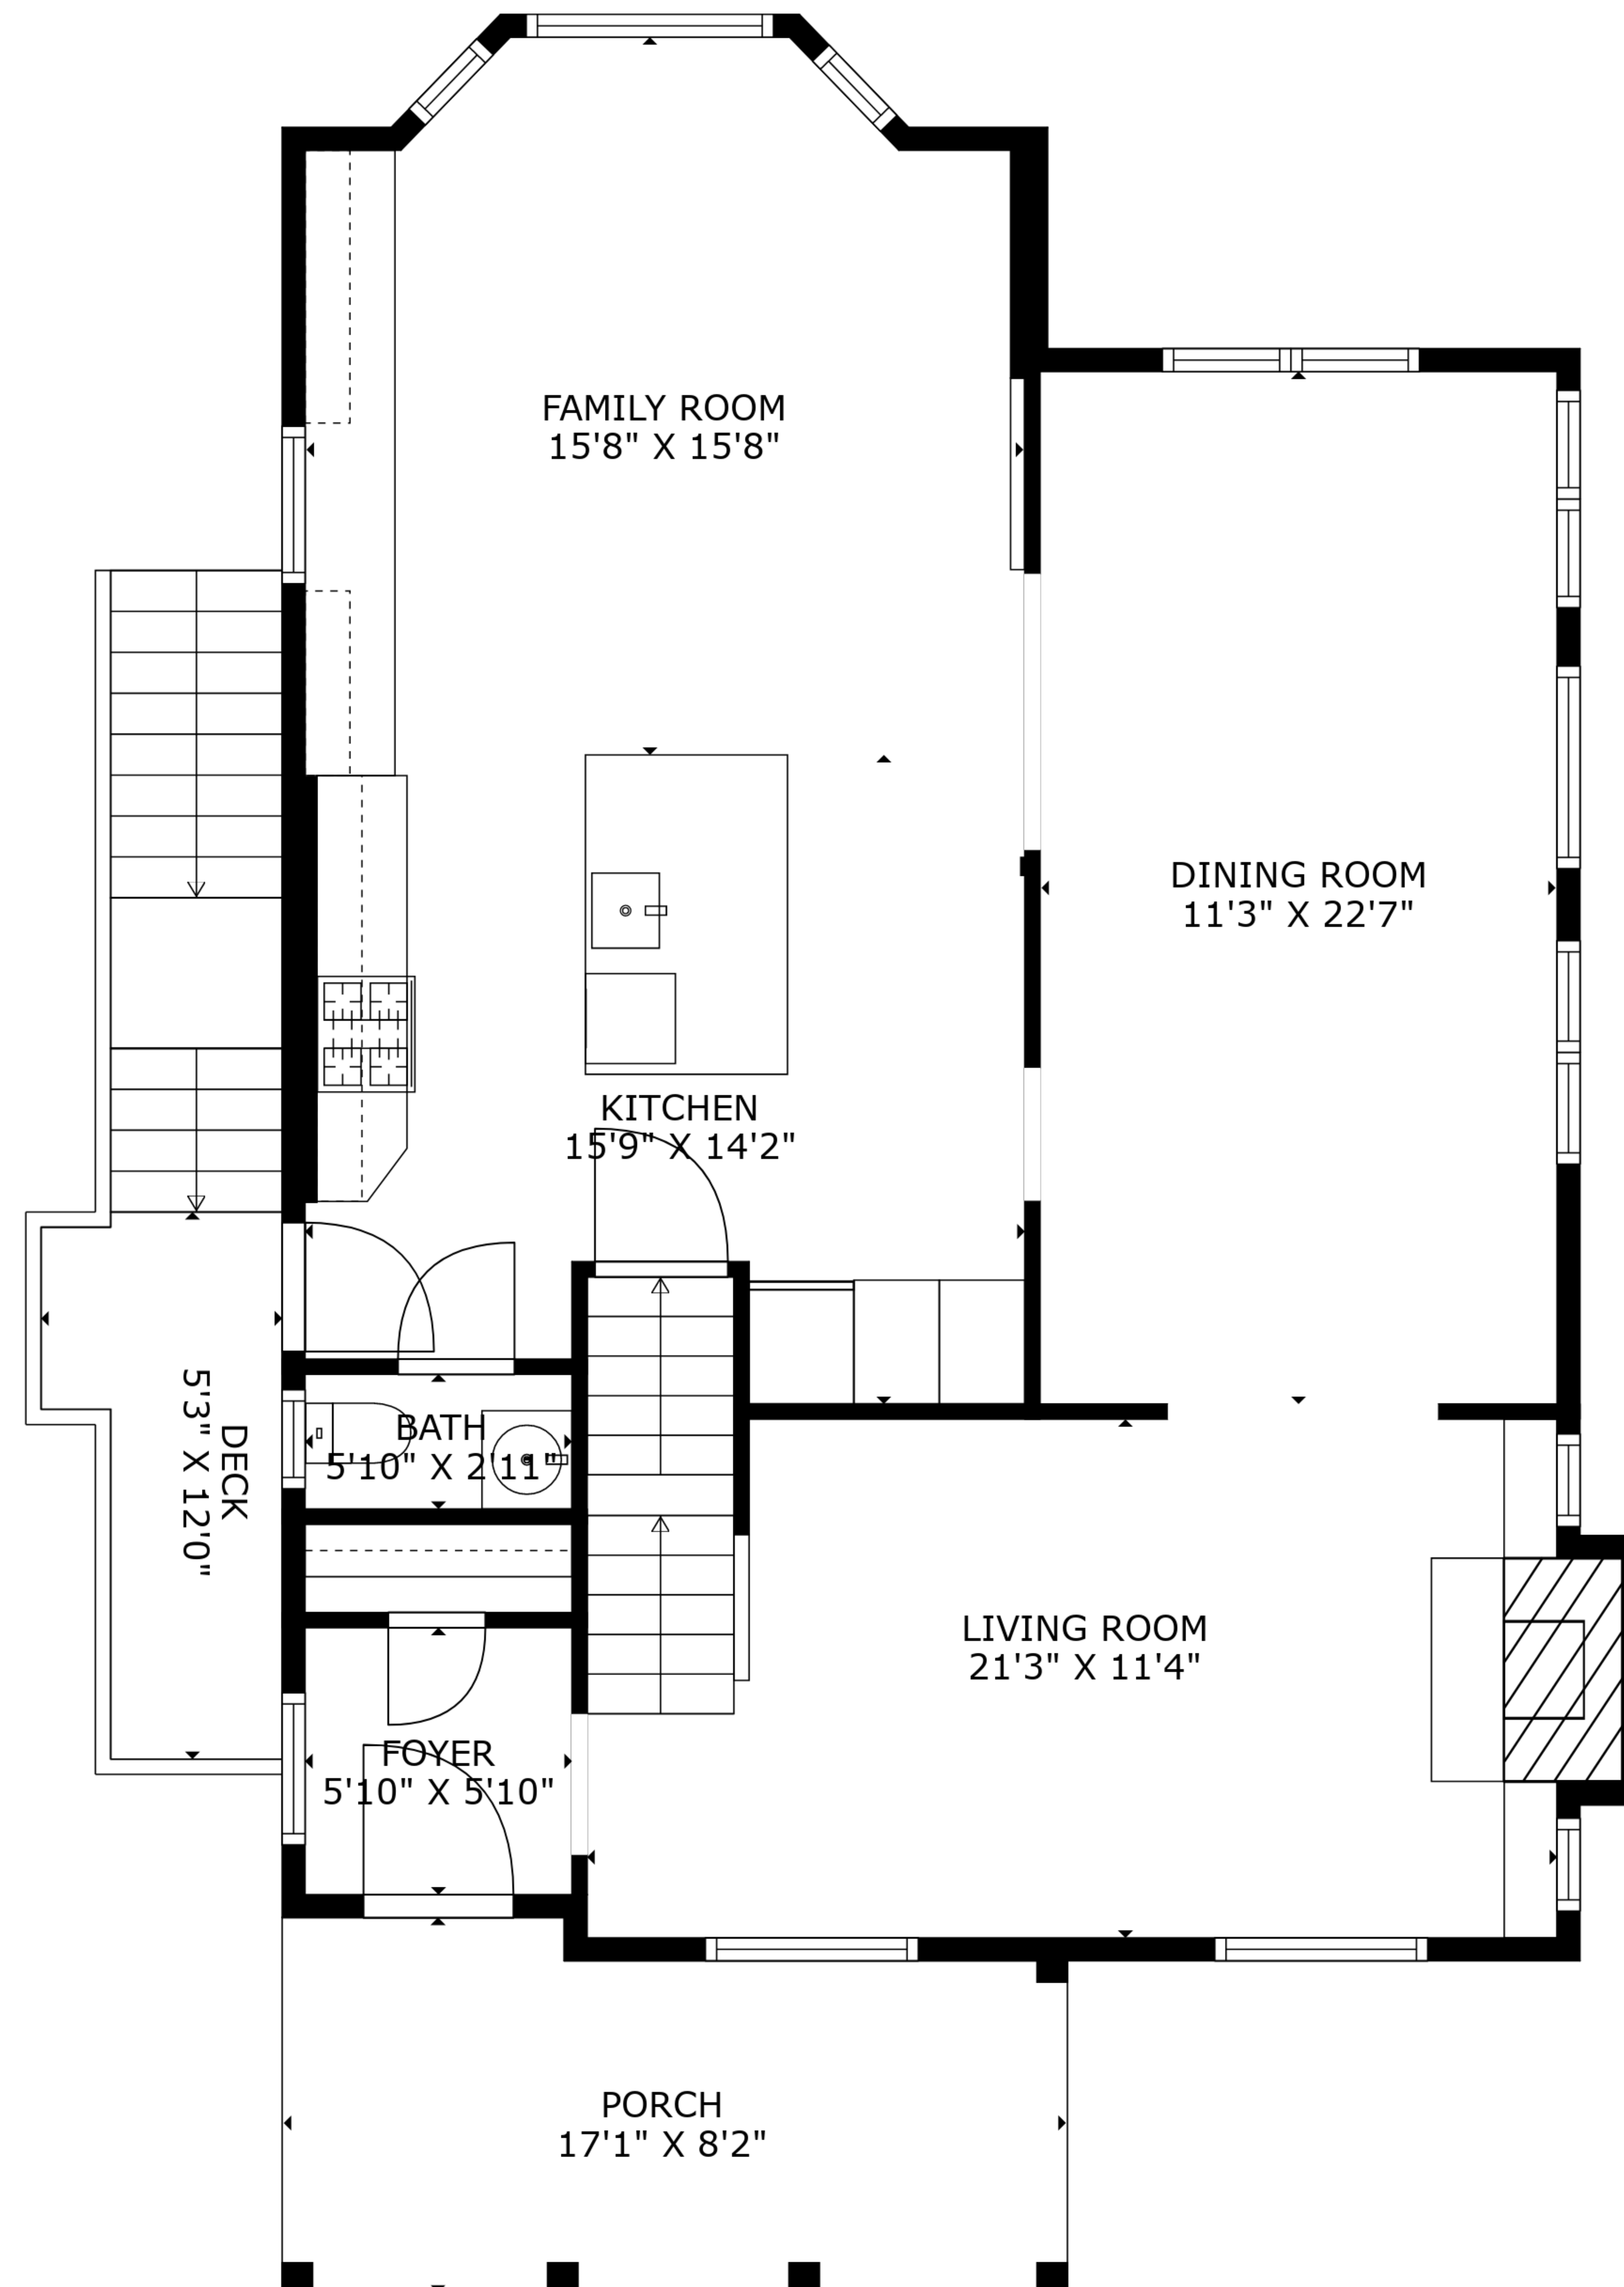 FAMILY ROOM
15'8" X 15'8"
DINING ROOM
11'3" X 22'7"
KITCHEN
15'9" X 14'2"
BATH
5'10" X 2'11"
DECK
5'3" X 12'0"
LIVING ROOM
21'3" X 11'4"
FOYER
5'10" X 5'10"
PORCH
17'1" X 8'2"